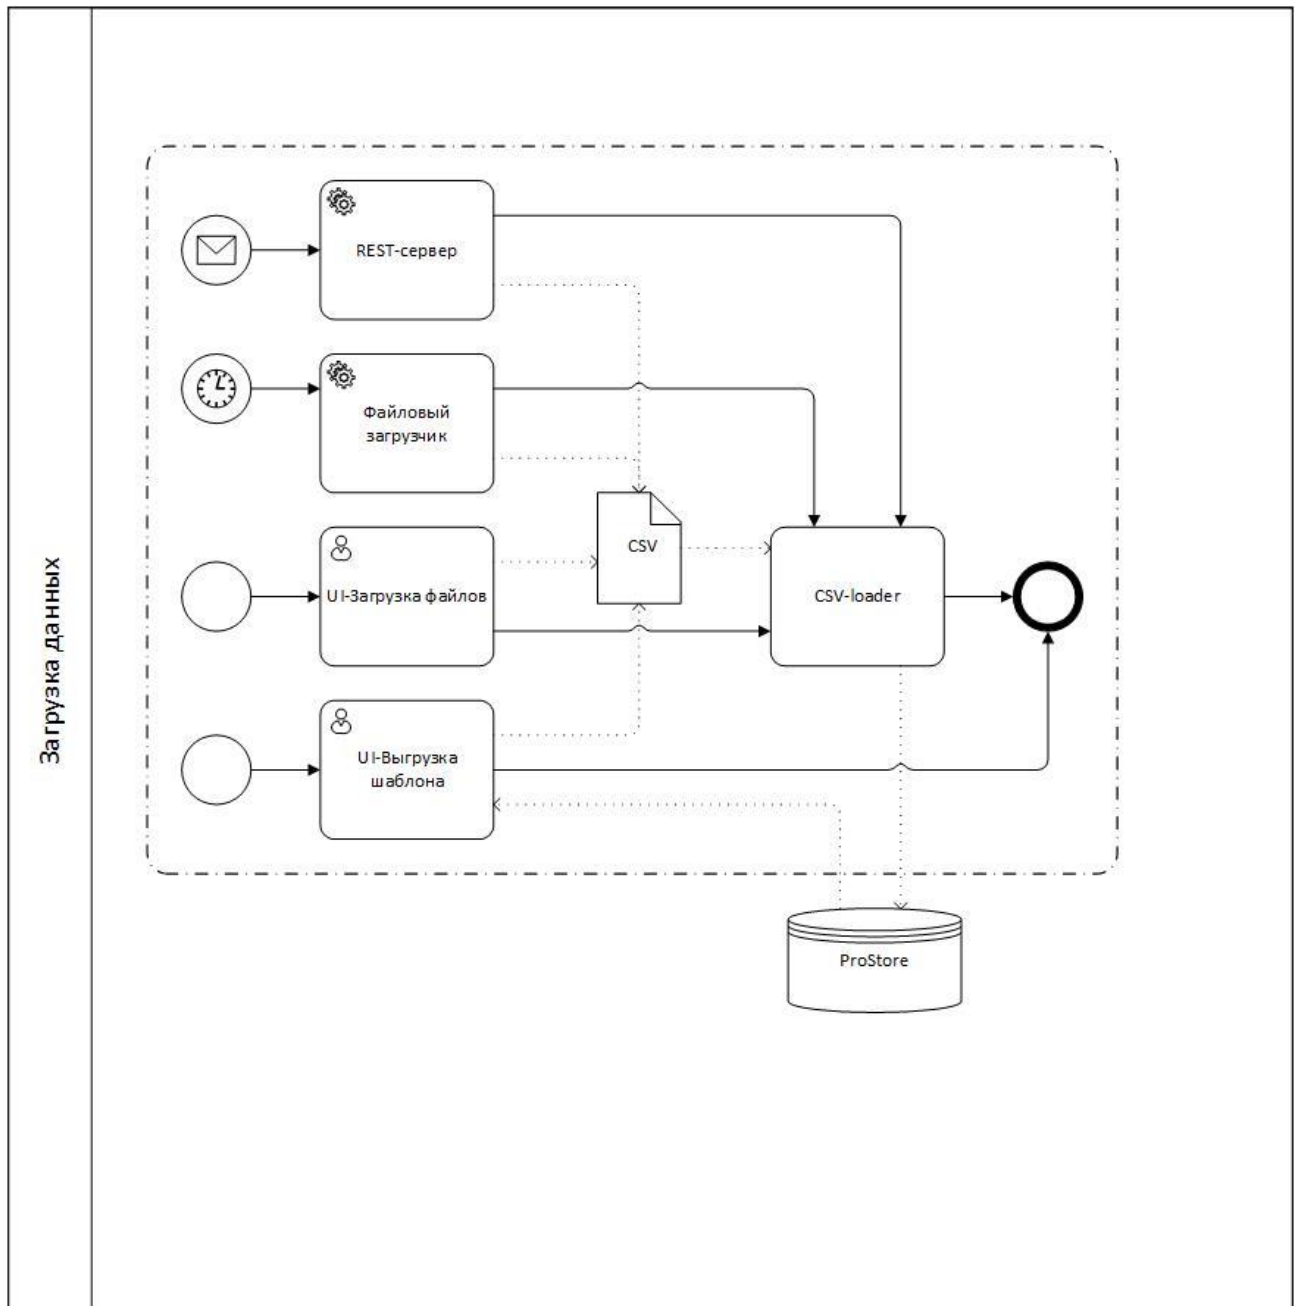 Загрузка данных
REST-сервер
Файловый
загрузчик
CSV
UI-Загрузка файлов
CSV-loader
UI-Выгрузка
шаблона
ProStore